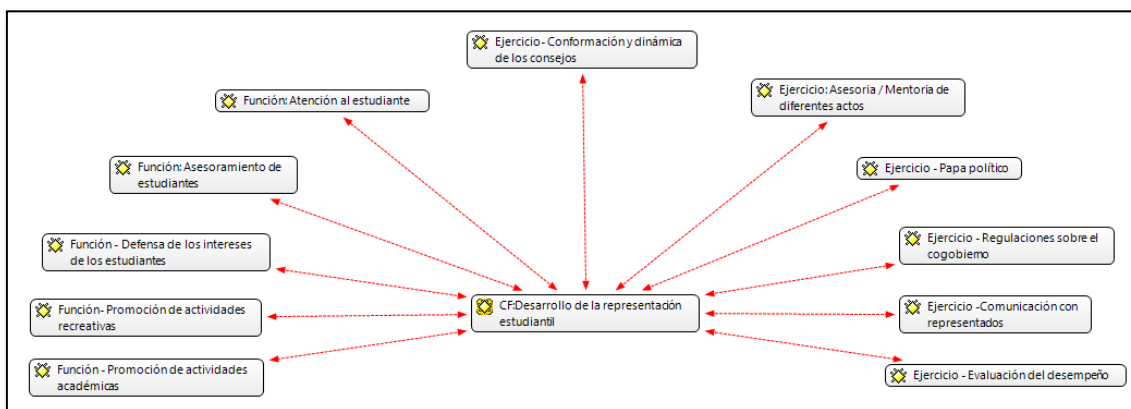 Ejercicio- Conformación y dinámica
de los consejos
Ejercicio: Asesoria / Mentoria de
diferentes actos
Función: Atención al estudiante
Función: Asesoramiento de
estudiantes
Ejercicio - Papa político
Ejercicio - Regulaciones sobre el
cogobierno
Función - Defensa de los intereses
de los estudiantes
Ejercicio -Comunicación con
representados
CF:Desarrollo de la representación
estudiantil
Función- Promoción de actividades
recreativas
Función - Promoción de actividades
académicas
Ejercicio - Evaluación del desempeño